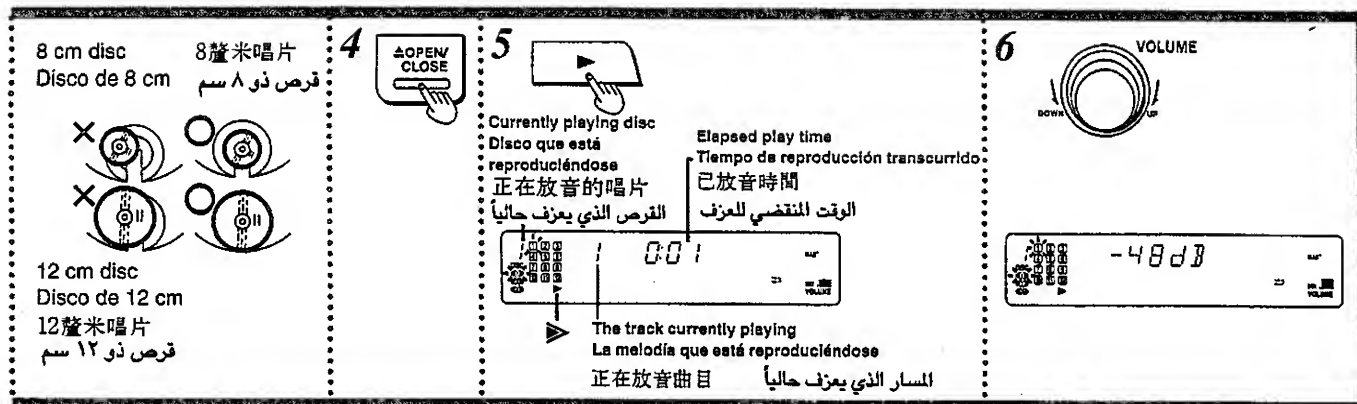 8 cm disc
8釐米唱片
Disco de 8 cm
قرص ذو ٨ سم
12 cm disc
Disco de 12 cm
12釐米唱片
قرص ذو ١٢ سم
4
▲OPEN/
CLOSE
5
Currently playing disc
Disco que está
reproduciéndose
正在放音的唱片
القرص الذي يعزف حالياً
Elapsed play time
Tiempo de reproducción transcurrido
已放音時間
الوقت المنقضي للعزف
1 0:01
VOLUME
The track currently playing
La melodía que está reproduciéndose
正在放音曲目
المسار الذي يعزف حالياً
6
VOLUME
DOWN
UP
-48dB
VOLUME